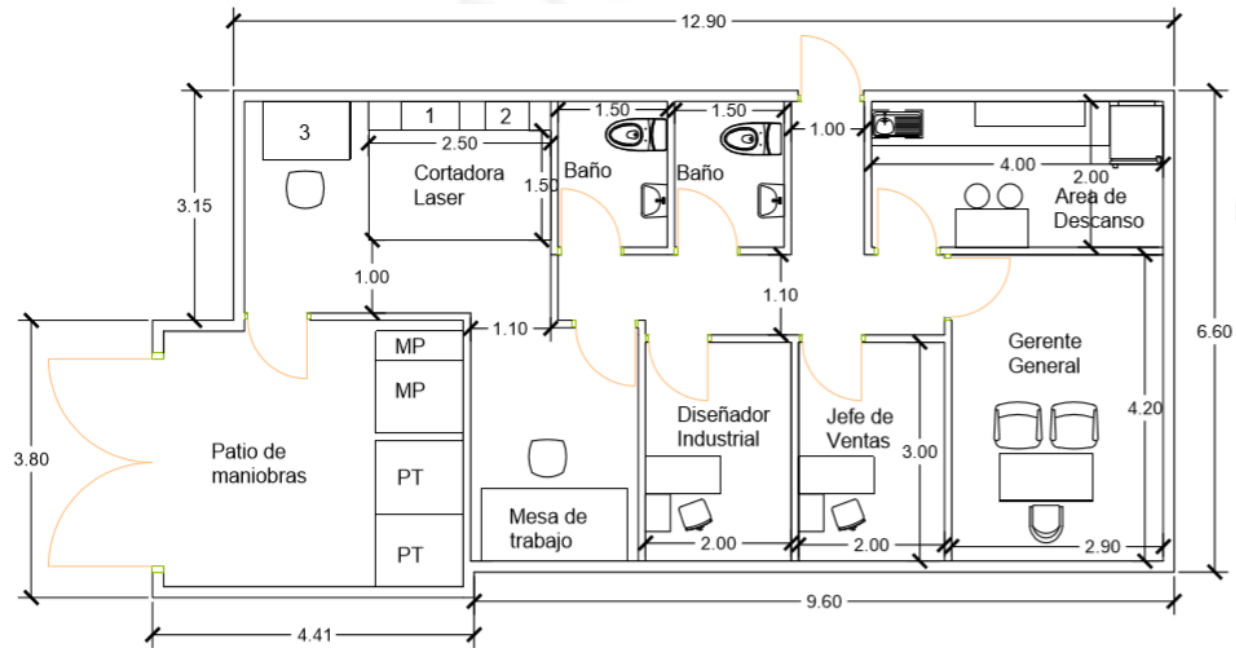 12.90
1.50
1.50
1.00
3
1
2
2.50
4.00
Cortadora
Laser
1.50
Baño
Baño
2.00
Area de
Descanso
3.15
1.00
1.10
1.10
6.60
MP
MP
Gerente
General
4.20
Diseñador
Industrial
Jefe de
Ventas
3.00
3.80
Patio de
maniobras
PT
PT
Mesa de
trabajo
2.00
2.00
2.90
9.60
4.41